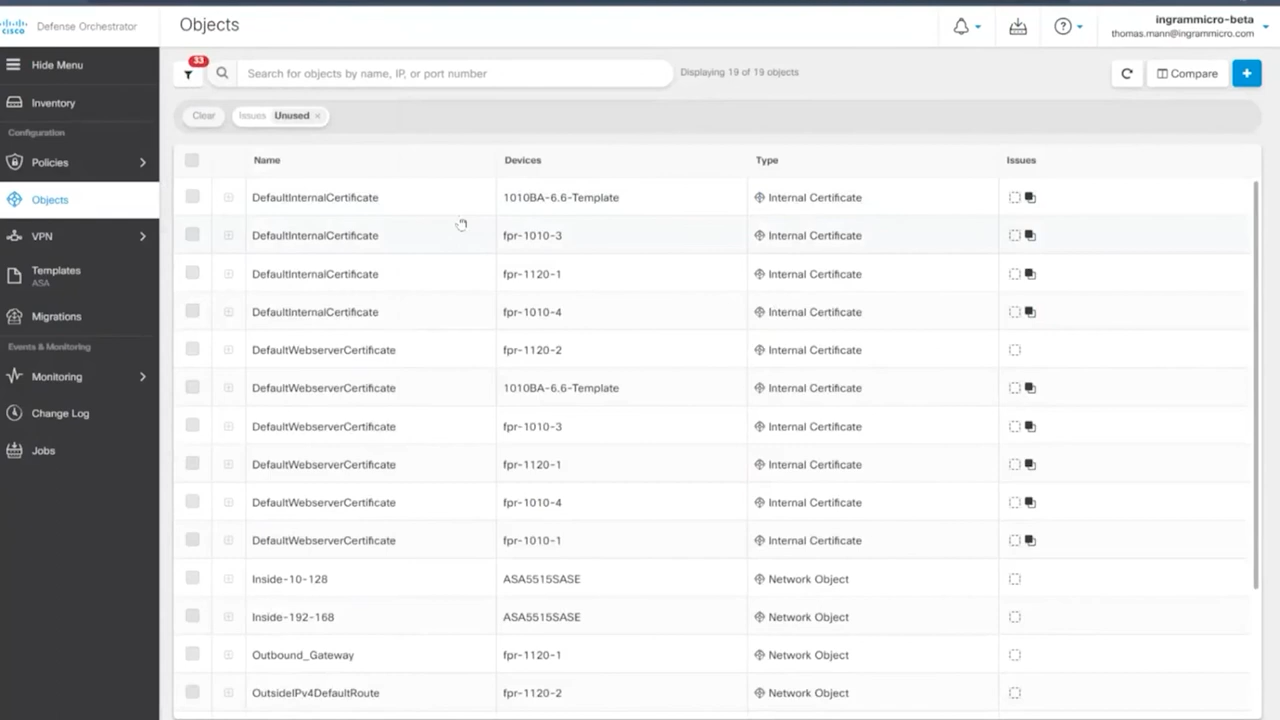 CISCO Defense Orchestrator
Objects
ingrammicro-beta
thomas.mann@ingrammicro.com
Hide Menu
Inventory
Configuration
Policies
Objects
VPN
Templates
ASA
Migrations
Events & Monitoring
Monitoring
Change Log
Jobs
33
Search for objects by name, IP, or port number
Displaying 19 of 19 objects
Compare
Clear
Issues Unused ×
Name Devices Type Issues
DefaultInternalCertificate 1010BA-6.6-Template Internal Certificate
DefaultInternalCertificate fpr-1010-3 Internal Certificate
DefaultInternalCertificate fpr-1120-1 Internal Certificate
DefaultInternalCertificate fpr-1010-4 Internal Certificate
DefaultWebserverCertificate fpr-1120-2 Internal Certificate
DefaultWebserverCertificate 1010BA-6.6-Template Internal Certificate
DefaultWebserverCertificate fpr-1010-3 Internal Certificate
DefaultWebserverCertificate fpr-1120-1 Internal Certificate
DefaultWebserverCertificate fpr-1010-4 Internal Certificate
DefaultWebserverCertificate fpr-1010-1 Internal Certificate
Inside-10-128 ASA5515SASE Network Object
Inside-192-168 ASA5515SASE Network Object
Outbound_Gateway fpr-1120-1 Network Object
OutsideIPv4DefaultRoute fpr-1120-2 Network Object